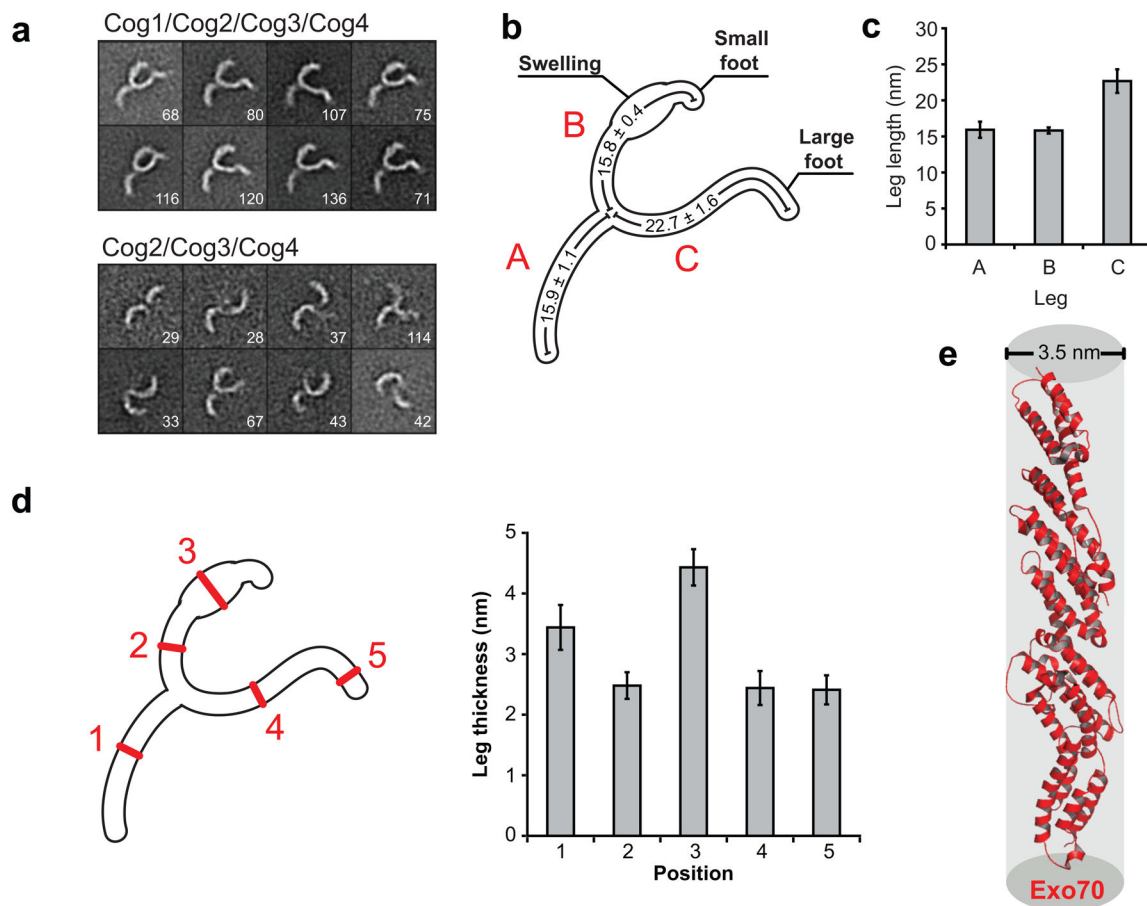 a
Cog1/Cog2/Cog3/Cog4
68
80
107
75
116
120
136
71
Cog2/Cog3/Cog4
29
28
37
114
33
67
43
42
b
Swelling
Small
foot
Large
foot
B
15.8 ± 0.4
A
15.9 ± 1.1
C
22.7 ± 1.6
c
Leg length (nm)
30
25
20
15
10
5
0
A B C
Leg
d
1
2
3
4
5
Leg thickness (nm)
5
4
3
2
1
0
1 2 3 4 5
Position
e
3.5 nm
Exo70